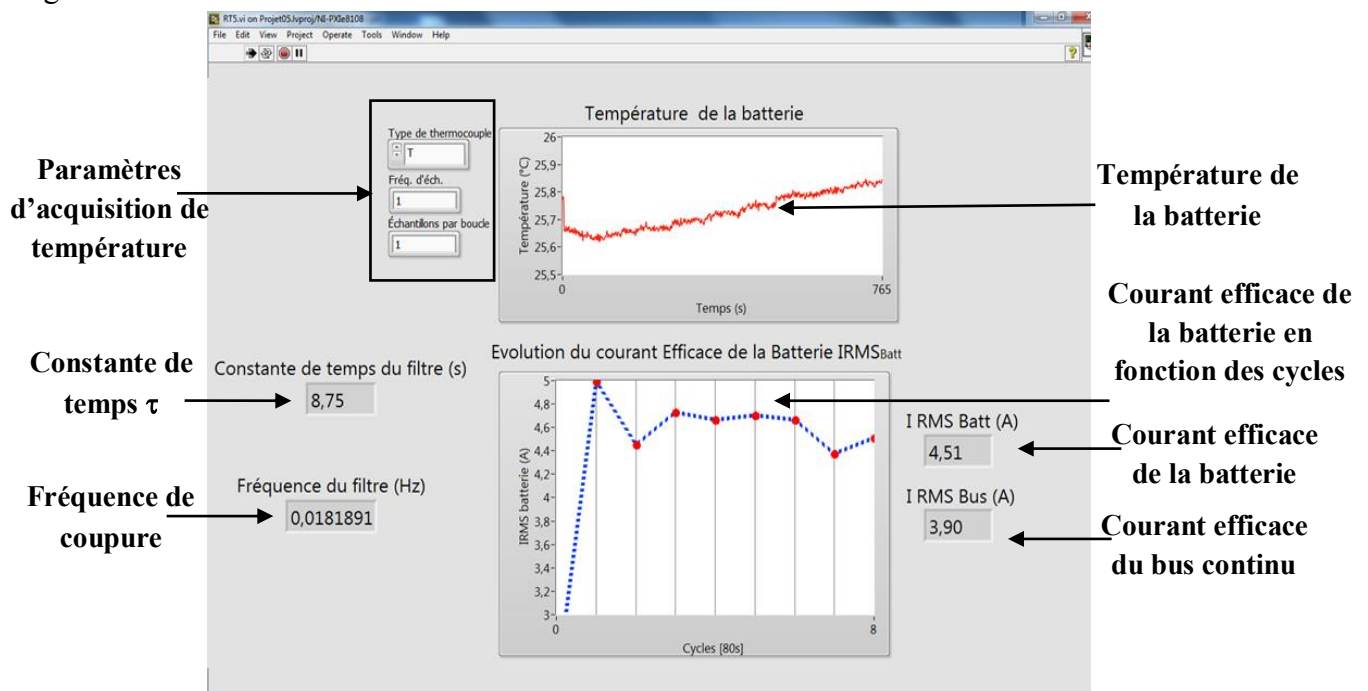 RT5.vi on Projet05.lvproj/NI-PXIe8108
File Edit View Project Operate Tools Window Help
Paramètres
d'acquisition de
température
Type de thermocouple
T
Fréq. d'éch.
1
Échantillons par boucle
1
Température de la batterie
Température (°C)
26
25,9
25,8
25,7
25,6
25,5
0
765
Temps (s)
Température de
la batterie
Constante de
temps τ
Constante de temps du filtre (s)
8,75
Fréquence de
coupure
Fréquence du filtre (Hz)
0,0181891
Evolution du courant Efficace de la Batterie IRMSBatt
IRMS batterie (A)
5
4,8
4,6
4,4
4,2
4
3,8
3,6
3,4
3,2
3
0
8
Cycles [80s]
Courant efficace de
la batterie en
fonction des cycles
I RMS Batt (A)
4,51
Courant efficace
de la batterie
I RMS Bus (A)
3,90
Courant efficace
du bus continu